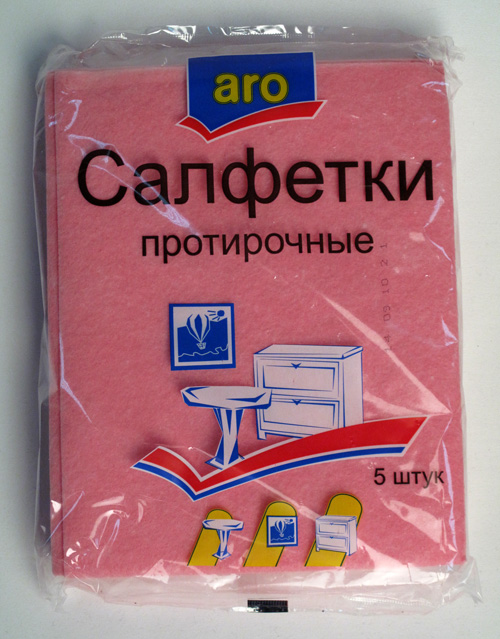 aro
Салфетки
протирочные
5 штук